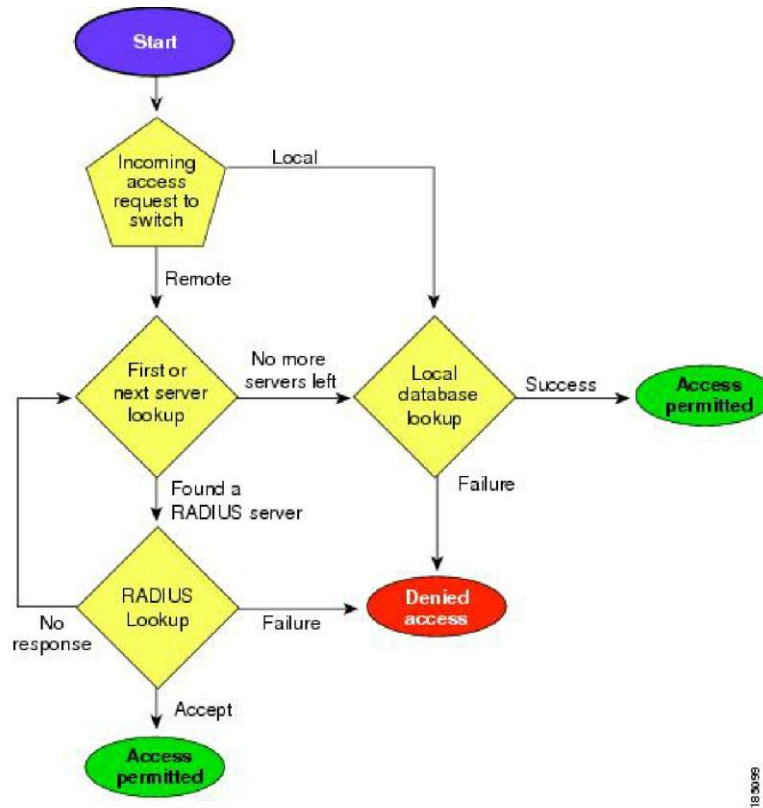 Start
Incoming
access
request to
switch
Local
Remote
First or
next server
lookup
No more
servers left
Local
database
lookup
Success
Access
permitted
Found a
RADIUS server
Failure
RADIUS
Lookup
No
response
Failure
Denied
access
Accept
Access
permitted
185099